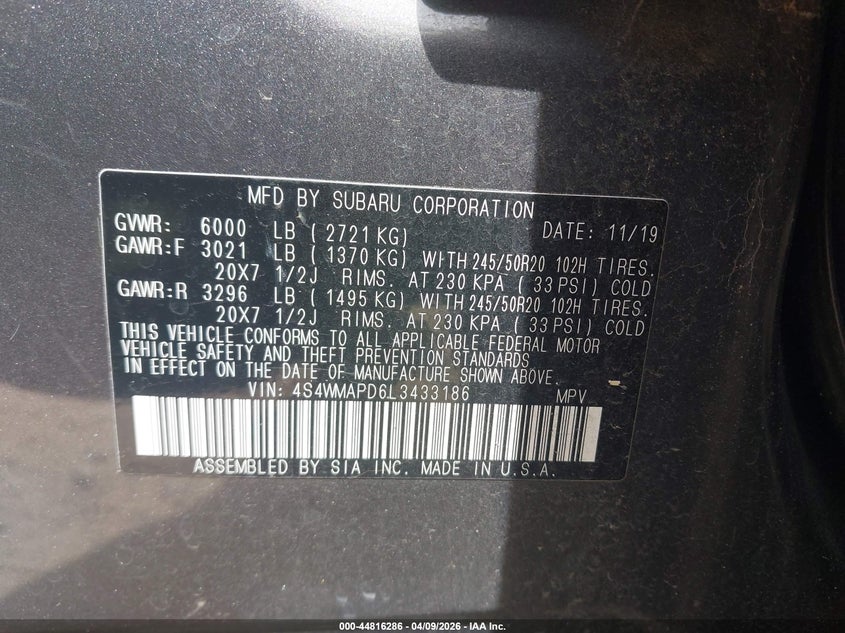 MFD BY SUBARU CORPORATION
GVWR: 6000 LB ( 2721 KG) DATE: 11/19
GAWR:F 3021 LB ( 1370 KG) WITH 245/50R20 102H TIRES.
20X7 1/2J RIMS. AT 230 KPA ( 33 PSI) COLD
GAWR:R 3296 LB ( 1495 KG) WITH 245/50R20 102H TIRES.
20X7 1/2J RIMS. AT 230 KPA ( 33 PSI) COLD
THIS VEHICLE CONFORMS TO ALL APPLICABLE FEDERAL MOTOR
VEHICLE SAFETY AND THEFT PREVENTION STANDARDS
IN EFFECT ON THE DATE OF MANUFACTURE SHOWN ABOVE.
VIN: 4S4WMAPD6L3433186 MPV
ASSEMBLED BY SIA INC. MADE IN U.S.A.
000-44816286 | 04/09/2026 - IAA Inc.